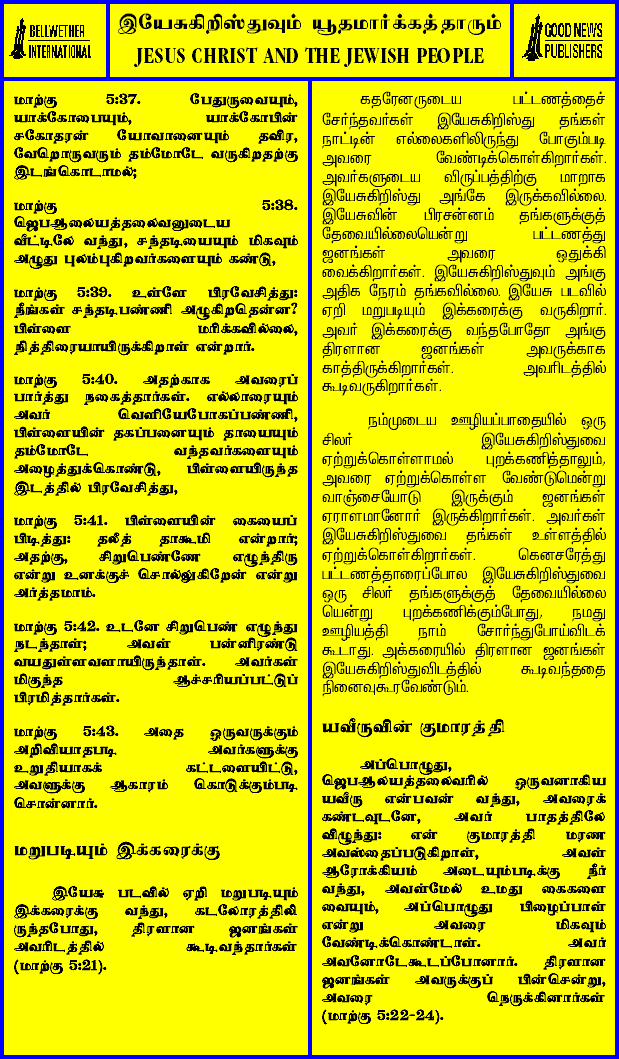 BELLWETHER
INTERNATIONAL
இயேசுகிறிஸ்துவும் யூதமார்க்கத்தாரும்
JESUS CHRIST AND THE JEWISH PEOPLE
GOOD NEWS
PUBLISHERS
மாற்கு 5:37. பேதுருவையும்,
யாக்கோபையும், யாக்கோபின்
சகோதரன் யோவானையும் தவிர,
வேறொருவரும் தம்மோடே வருகிறதற்கு
இடங்கொடாமல்;
மாற்கு 5:38.
ஜெபஆலையத்தலைவனுடைய
வீட்டிலே வந்து, சந்தடியையும் மிகவும்
அழுது புலம்புகிறவர்களையும் கண்டு,
மாற்கு 5:39. உள்ளே பிரவேசித்து:
நீங்கள் சந்தடிபண்ணி அழுகிறதென்ன?
பிள்ளை மரிக்கவில்லை,
நித்திரையாயிருக்கிறாள் என்றார்.
மாற்கு 5:40. அதற்காக அவரைப்
பார்த்து நகைத்தார்கள். எல்லாரையும்
அவர் வெளியேபோகப்பண்ணி,
பிள்ளையின் தகப்பனையும் தாயையும்
தம்மோடே வந்தவர்களையும்
அழைத்துக்கொண்டு, பிள்ளையிருந்த
இடத்தில் பிரவேசித்து,
மாற்கு 5:41. பிள்ளையின் கையைப்
பிடித்து: தலீத் தாகூமி என்றார்;
அதற்கு, சிறுபெண்ணே எழுந்திரு
என்று உனக்குச் சொல்லுகிறேன் என்று
அர்த்தமாம்.
மாற்கு 5:42. உடனே சிறுபெண் எழுந்து
நடந்தாள்; அவள் பன்னிரண்டு
வயதுள்ளவளாயிருந்தாள். அவர்கள்
மிகுந்த ஆச்சரியப்பட்டுப்
பிரமித்தார்கள்.
மாற்கு 5:43. அதை ஒருவருக்கும்
அறிவியாதபடி அவர்களுக்கு
உறுதியாகக் கட்டளையிட்டு,
அவளுக்கு ஆகாரம் கொடுக்கும்படி
சொன்னார்.
மறுபடியும் இக்கரைக்கு
இயேசு படவில் ஏறி மறுபடியும்
இக்கரைக்கு வந்து, கடலோரத்திலி
ருந்தபோது, திரளான ஜனங்கள்
அவரிடத்தில் கூடிவந்தார்கள்
(மாற்கு 5:21).
கதரேனருடைய பட்டணத்தைச்
சேர்ந்தவர்கள் இயேசுகிறிஸ்து தங்கள்
நாட்டின் எல்லைகளிலிருந்து போகும்படி
அவரை வேண்டிக்கொள்கிறார்கள்.
அவர்களுடைய விருப்பத்திற்கு மாறாக
இயேசுகிறிஸ்து அங்கே இருக்கவில்லை.
இயேசுவின் பிரசன்னம் தங்களுக்குத்
தேவையில்லையென்று பட்டணத்து
ஜனங்கள் அவரை ஒதுக்கி
வைக்கிறார்கள். இயேசுகிறிஸ்துவும் அங்கு
அதிக நேரம் தங்கவில்லை. இயேசு படவில்
ஏறி மறுபடியும் இக்கரைக்கு வருகிறார்.
அவர் இக்கரைக்கு வந்தபோதோ அங்கு
திரளான ஜனங்கள் அவருக்காக
காத்திருக்கிறார்கள். அவரிடத்தில்
கூடிவருகிறார்கள்.
நம்முடைய ஊழியப்பாதையில் ஒரு
சிலர் இயேசுகிறிஸ்துவை
ஏற்றுக்கொள்ளாமல் புறக்கணித்தாலும்,
அவரை ஏற்றுக்கொள்ள வேண்டுமென்று
வாஞ்சையோடு இருக்கும் ஜனங்கள்
ஏராளமானோர் இருக்கிறார்கள். அவர்கள்
இயேசுகிறிஸ்துவை தங்கள் உள்ளத்தில்
ஏற்றுக்கொள்கிறார்கள். கெனசரேத்து
பட்டணத்தாரைப்போல இயேசுகிறிஸ்துவை
ஒரு சிலர் தங்களுக்குத் தேவையில்லை
யென்று புறக்கணிக்கும்போது, நமது
ஊழியத்தி நாம் சோர்ந்துபோய்விடக்
கூடாது. அக்கரையில் திரளான ஜனங்கள்
இயேசுகிறிஸ்துவிடத்தில் கூடிவந்ததை
நினைவுகூரவேண்டும்.
யவீருவின் குமாரத்தி
அப்பொழுது,
ஜெபஆலயத்தலைவரில் ஒருவனாகிய
யவீரு என்பவன் வந்து, அவரைக்
கண்டவுடனே, அவர் பாதத்திலே
விழுந்து: என் குமாரத்தி மரண
அவஸ்தைப்படுகிறாள், அவள்
ஆரோக்கியம் அடையும்படிக்கு நீர்
வந்து, அவள்மேல் உமது கைகளை
வையும், அப்பொழுது பிழைப்பாள்
என்று அவரை மிகவும்
வேண்டிக்கொண்டான். அவர்
அவனோடேகூடப்போனார். திரளான
ஜனங்கள் அவருக்குப் பின்சென்று,
அவரை நெருக்கினார்கள்
(மாற்கு 5:22-24).